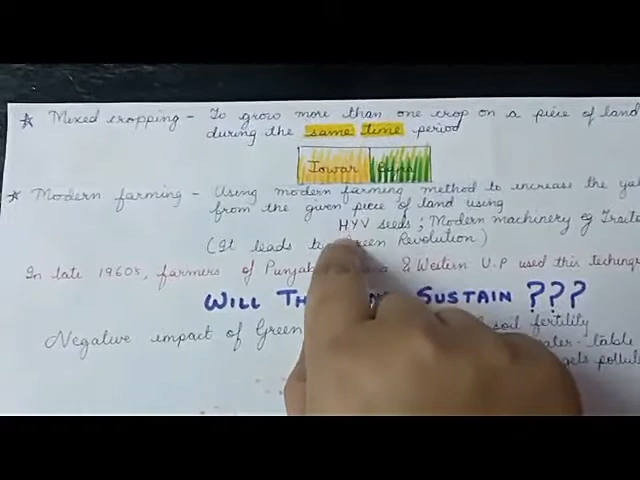 Mixed cropping - To grow more than one crop on a piece of land
during the same time period
Jowar
Modern farming - Using modern farming method to increase the
from the given piece of land using
HYV seeds ; Modern machinery eg
(It leads to Green Revolution)
In late 1960s, farmers of Punjab & Western U.P used this
WILL SUSTAIN ???
Negative impact of Green soil fertility
table